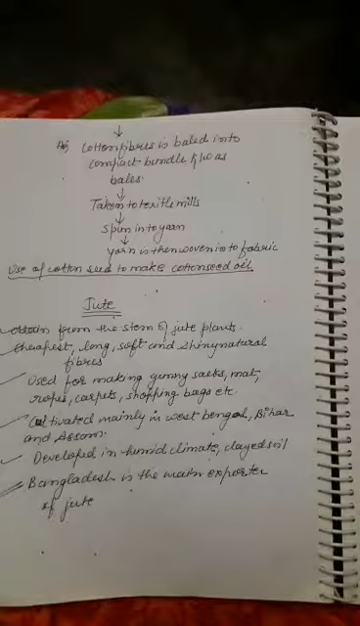 Cotton fibres is baled into
compact bundle k/w as
bales.
Taken to textile mills
Spun into yarn
yarn is then woven into fabric
Use of cotton seed to make cottonseed oil
Jute
Obtain from the stem of jute plants.
Cheapest, long, soft and shiny natural
fibres
Used for making gunny sacks, mat,
ropes, carpets, shopping bags etc
Cultivated mainly in west bengal, Bihar
and Assam.
Developed in humid climate, clayed soil
Bangladesh is the main exporter
of jute